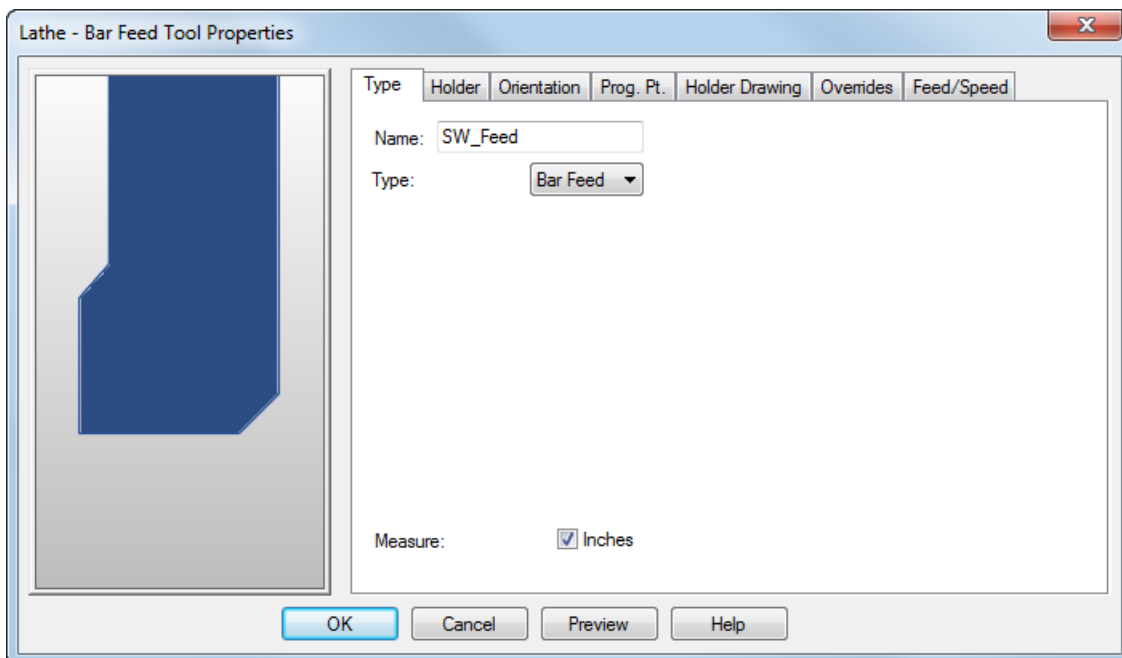 Lathe - Bar Feed Tool Properties
Type Holder Orientation Prog. Pt. Holder Drawing Overrides Feed/Speed
Name: SW_Feed
Type: Bar Feed
Measure: Inches
OK Cancel Preview Help